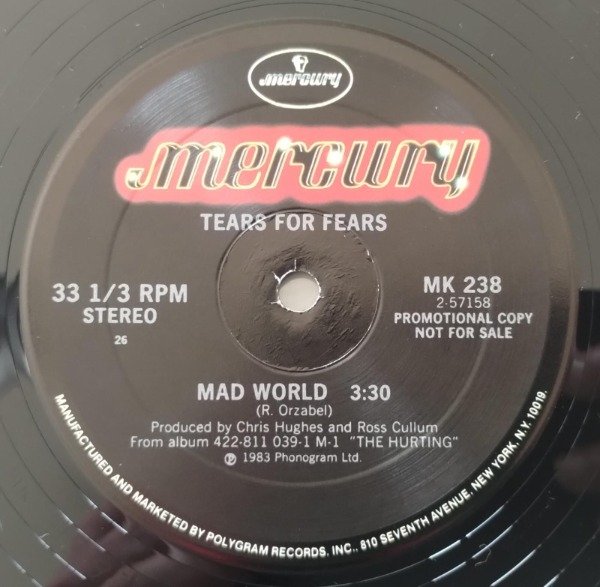 mercury
mercury
TEARS FOR FEARS
33 1/3 RPM
STEREO
26
MK 238
2-57158
PROMOTIONAL COPY
NOT FOR SALE
MAD WORLD 3:30
(R. Orzabel)
Produced by Chris Hughes and Ross Cullum
From album 422-811 039-1 M-1 "THE HURTING"
℗ 1983 Phonogram Ltd.
MANUFACTURED AND MARKETED BY POLYGRAM RECORDS, INC., 810 SEVENTH AVENUE, NEW YORK, N.Y. 10019.